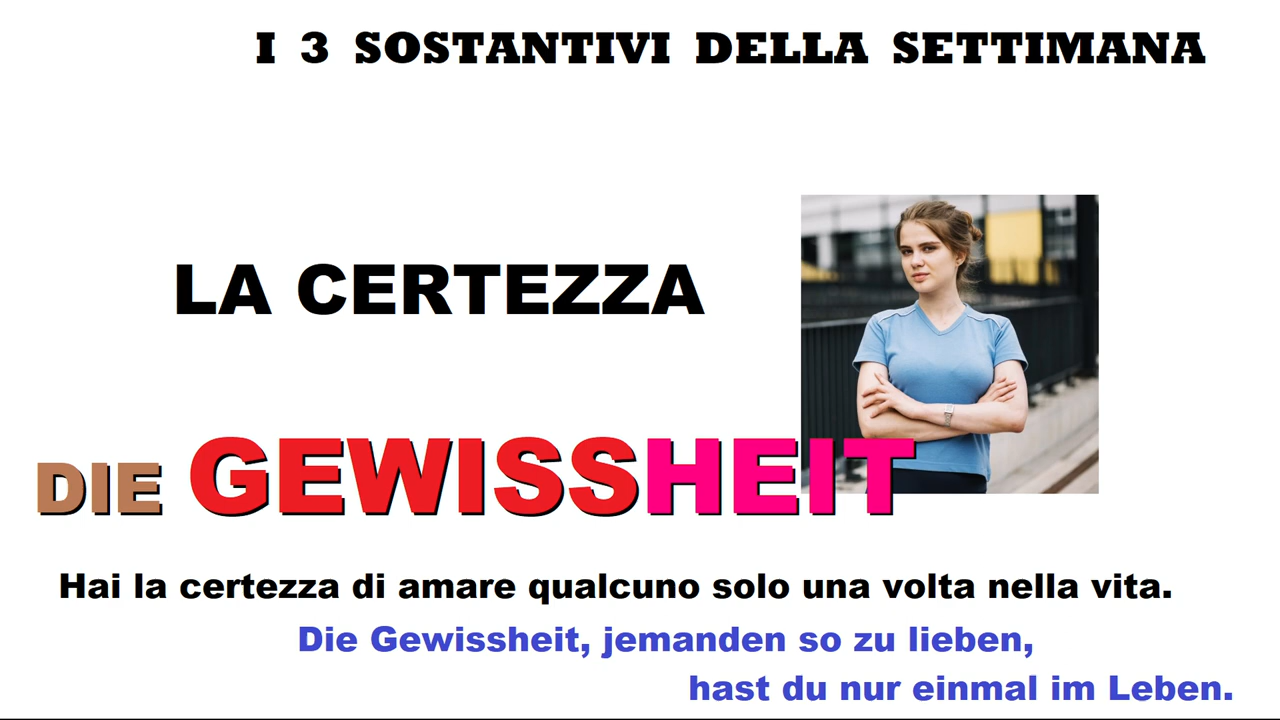 I 3 SOSTANTIVI DELLA SETTIMANA
LA CERTEZZA
DIE GEWISSHEIT
Hai la certezza di amare qualcuno solo una volta nella vita.
Die Gewissheit, jemanden so zu lieben,
hast du nur einmal im Leben.